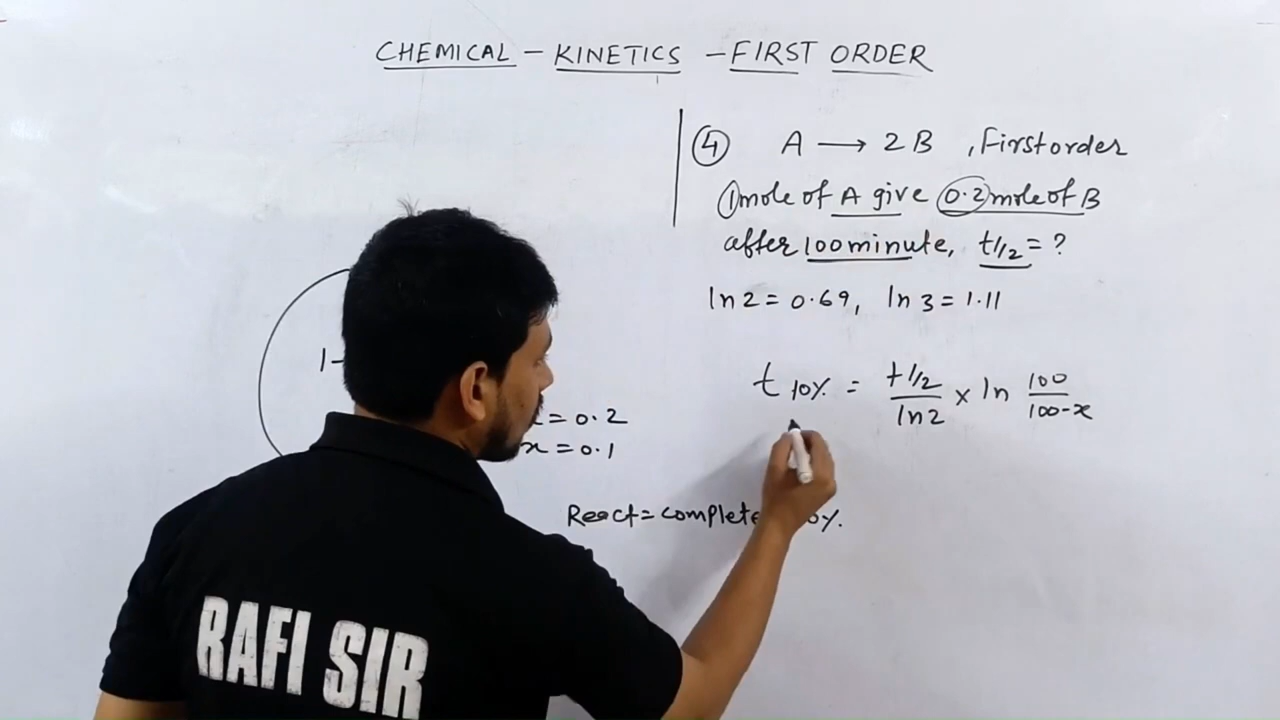 CHEMICAL – KINETICS – FIRST ORDER
④ A ⟶ 2B , First order
① mole of A give 0.2 mole of B
after 100 minute, t1/2 = ?
ln2 = 0.69, ln3 = 1.11
t 10% = t1/2 / ln2 × ln 100 / 100-x
1-
= 0.2
x = 0.1
React = complete
RAFI SIR